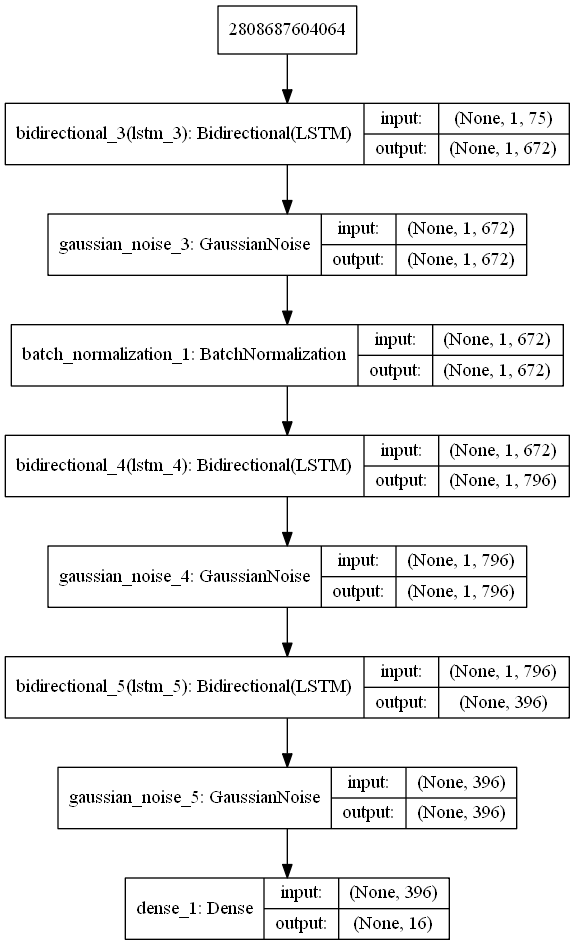 2808687604064
bidirectional_3(lstm_3): Bidirectional(LSTM)
input: (None, 1, 75)
output: (None, 1, 672)
gaussian_noise_3: GaussianNoise
input: (None, 1, 672)
output: (None, 1, 672)
batch_normalization_1: BatchNormalization
input: (None, 1, 672)
output: (None, 1, 672)
bidirectional_4(lstm_4): Bidirectional(LSTM)
input: (None, 1, 672)
output: (None, 1, 796)
gaussian_noise_4: GaussianNoise
input: (None, 1, 796)
output: (None, 1, 796)
bidirectional_5(lstm_5): Bidirectional(LSTM)
input: (None, 1, 796)
output: (None, 396)
gaussian_noise_5: GaussianNoise
input: (None, 396)
output: (None, 396)
dense_1: Dense
input: (None, 396)
output: (None, 16)